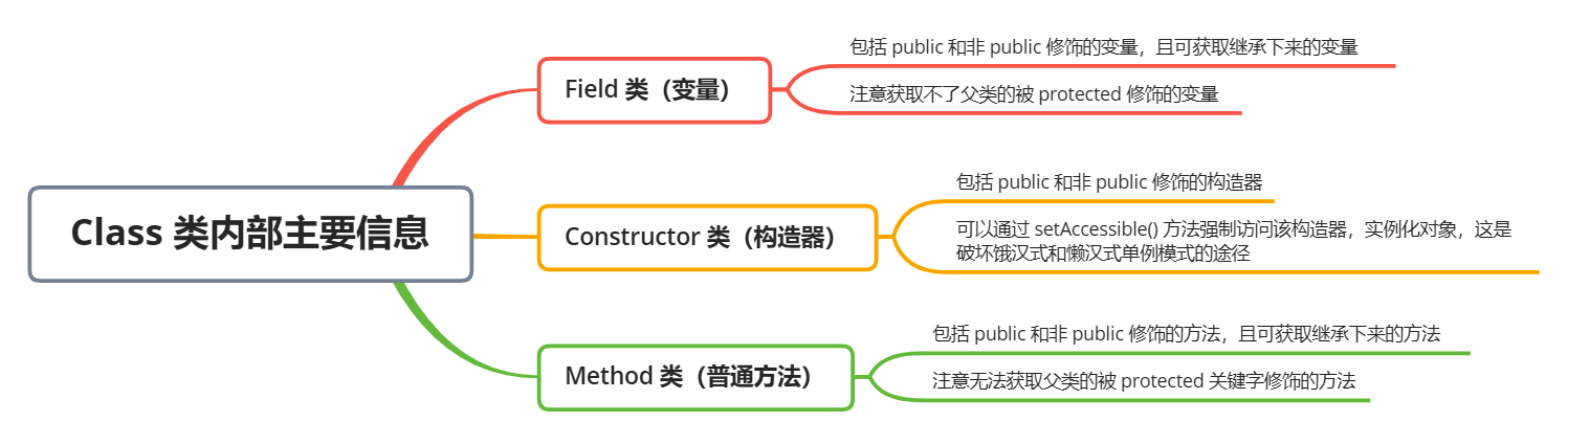 Class 类内部主要信息
Field 类（变量）
包括 public 和非 public 修饰的变量，且可获取继承下来的变量
注意获取不了父类的被 protected 修饰的变量
Constructor 类（构造器）
包括 public 和非 public 修饰的构造器
可以通过 setAccessible() 方法强制访问该构造器，实例化对象，这是
破坏饿汉式和懒汉式单例模式的途径
Method 类（普通方法）
包括 public 和非 public 修饰的方法，且可获取继承下来的方法
注意无法获取父类的被 protected 关键字修饰的方法